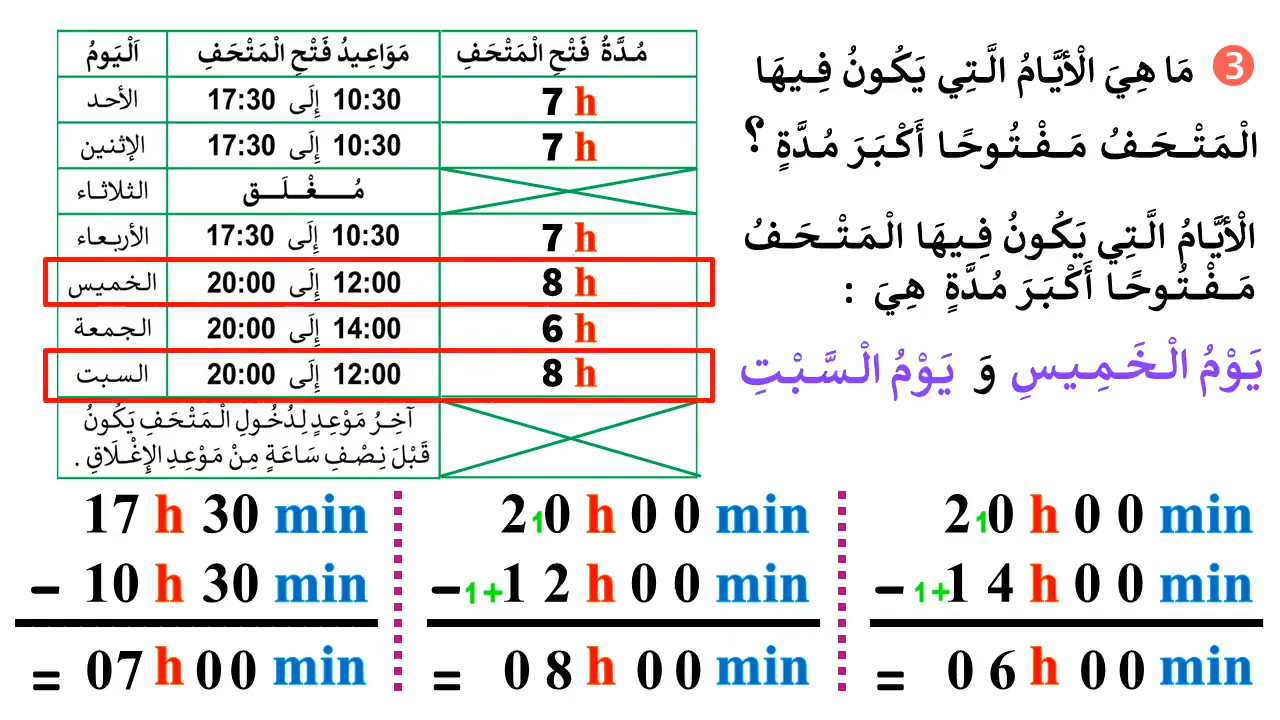 3 مَا هِيَ الْأَيَّامُ الَّتِي يَكُونُ فِيهَا
الْمَتْحَفُ مَفْتُوحًا أَكْبَرَ مُدَّةٍ ؟
الْأَيَّامُ الَّتِي يَكُونُ فِيهَا الْمَتْحَفُ
مَفْتُوحًا أَكْبَرَ مُدَّةٍ هِيَ :
يَوْمُ الْخَمِيسِ وَ يَوْمُ السَّبْتِ
اَلْيَوْمُ مَوَاعِيدُ فَتْحِ الْمَتْحَفِ مُدَّةُ فَتْحِ الْمَتْحَفِ
الأحد 10:30 إِلَى 17:30 7 h
الإثنين 10:30 إِلَى 17:30 7 h
الثلاثاء مُغْلَق
الأربعاء 10:30 إِلَى 17:30 7 h
الخميس 12:00 إِلَى 20:00 8 h
الجمعة 14:00 إِلَى 20:00 6 h
السبت 12:00 إِلَى 20:00 8 h
آخِرُ مَوْعِدٍ لِدُخُولِ الْمَتْحَفِ يَكُونُ
قَبْلَ نِصْفِ سَاعَةٍ مِنْ مَوْعِدِ الإِغْلَاقِ .
17 h 30 min
– 10 h 30 min
= 07 h 00 min
2 1 0 h 0 0 min
– 1+ 1 2 h 0 0 min
= 0 8 h 0 0 min
2 1 0 h 0 0 min
– 1+ 1 4 h 0 0 min
= 0 6 h 0 0 min